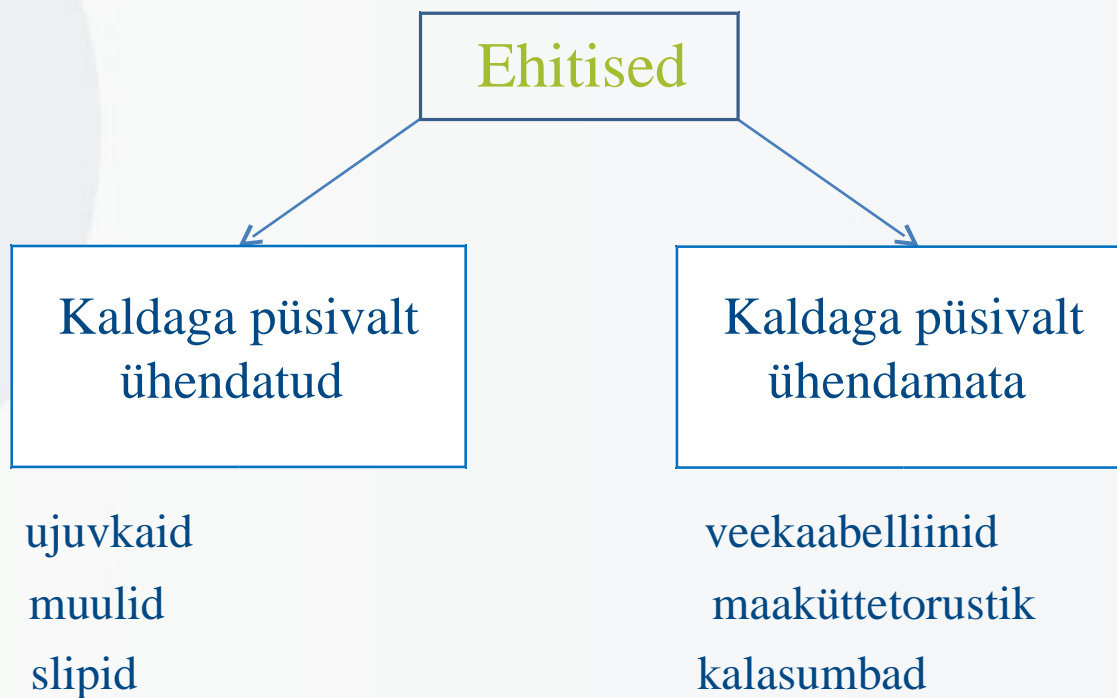 Ehitised
Kaldaga püsivalt
ühendatud
Kaldaga püsivalt
ühendamata
ujuvkaid
muulid
slipid
veekaabelliinid
maaküttetorustik
kalasumbad